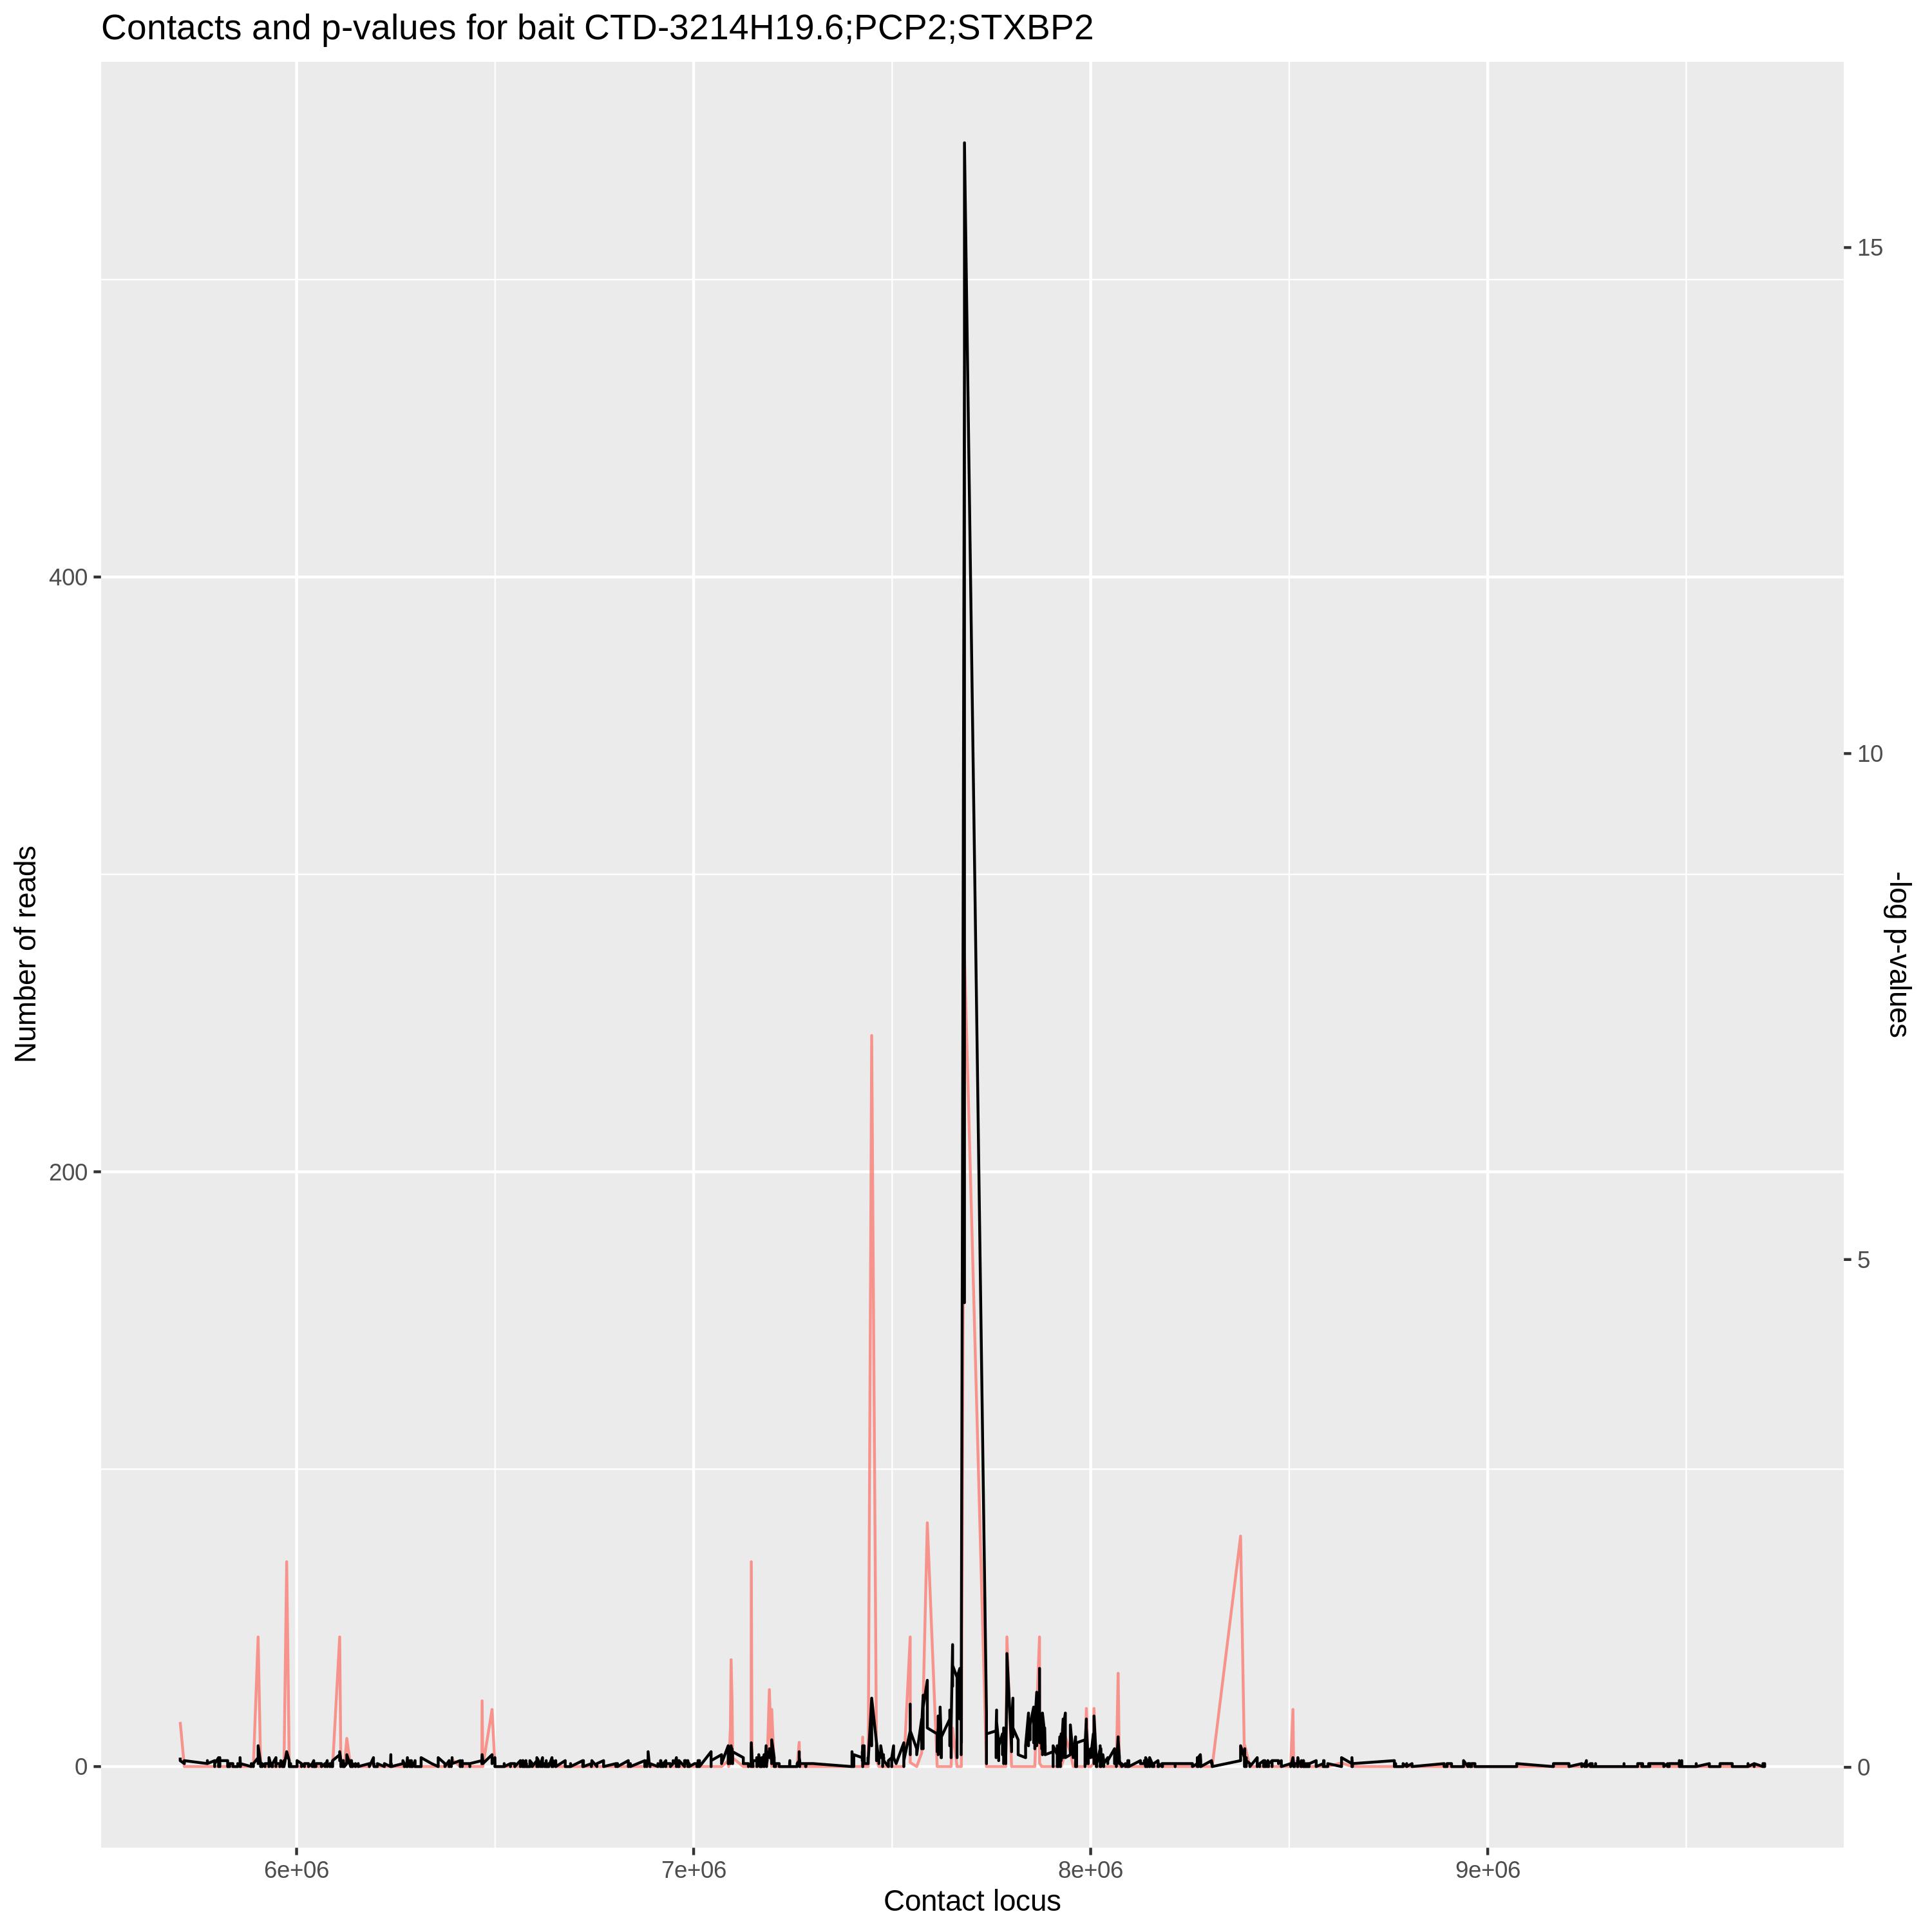 Contacts and p-values for bait CTD-3214H19.6;PCP2;STXBP2
Number of reads
400
200
0
15
10
5
0
-log p-values
6e+06
7e+06
8e+06
9e+06
Contact locus